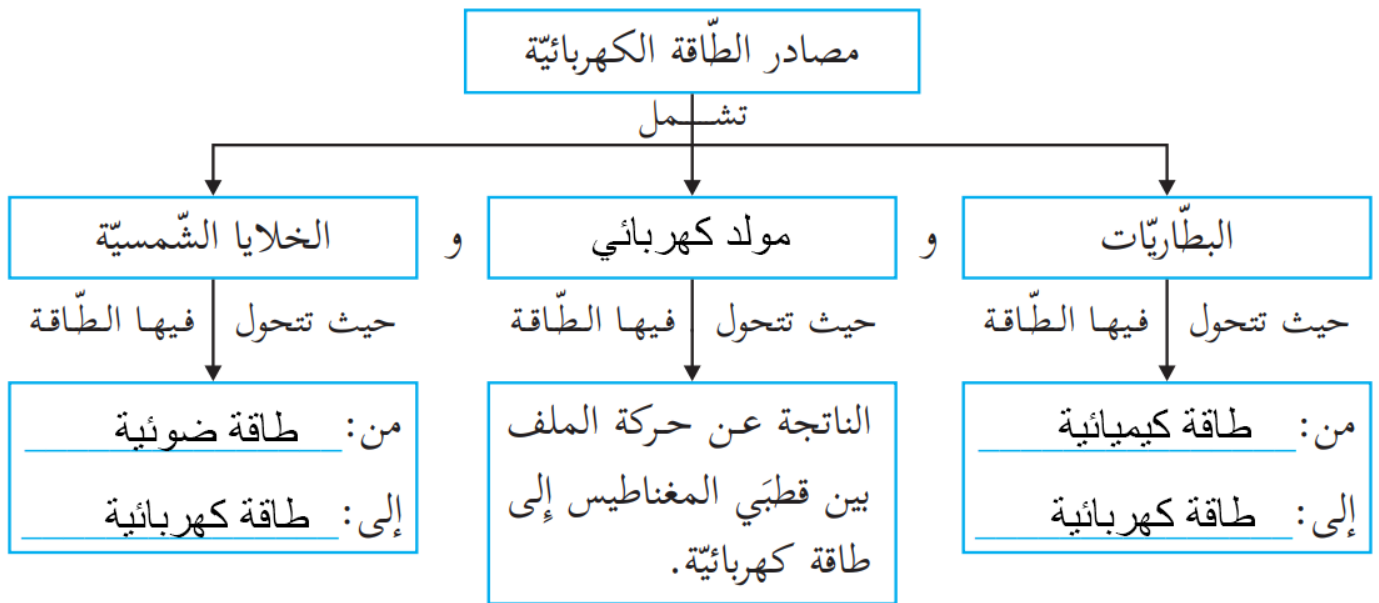 مصادر الطّاقة الكهربائيّة
تشـــمل
البطّاريّات
و
مولد كهربائي
و
الخلايا الشّمسيّة
حيث تتحول فيها الطّاقة
حيث تتحول فيها الطّاقة
حيث تتحول فيها الطّاقة
من: طاقة كيميائية
إلى: طاقة كهربائية
الناتجة عن حركة الملف
بين قطبَي المغناطيس إِلى
طاقة كهربائيّة.
من: طاقة ضوئية
إلى: طاقة كهربائية